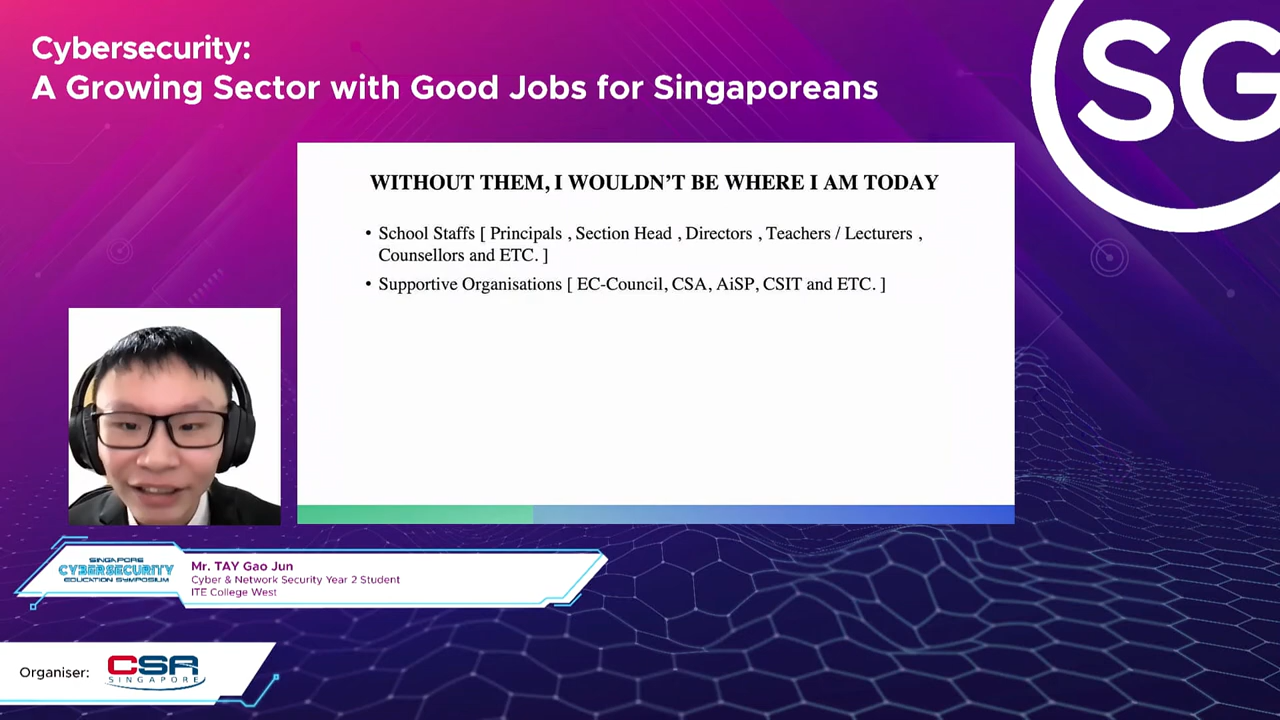 Cybersecurity:
A Growing Sector with Good Jobs for Singaporeans
SG
WITHOUT THEM, I WOULDN’T BE WHERE I AM TODAY
• School Staffs [ Principals , Section Head , Directors , Teachers / Lecturers ,
Counsellors and ETC. ]
• Supportive Organisations [ EC-Council, CSA, AiSP, CSIT and ETC. ]
SINGAPORE
CYBERSECURITY
EDUCATION SYMPOSIUM
Mr. TAY Gao Jun
Cyber & Network Security Year 2 Student
ITE College West
Organiser:
CSA
SINGAPORE